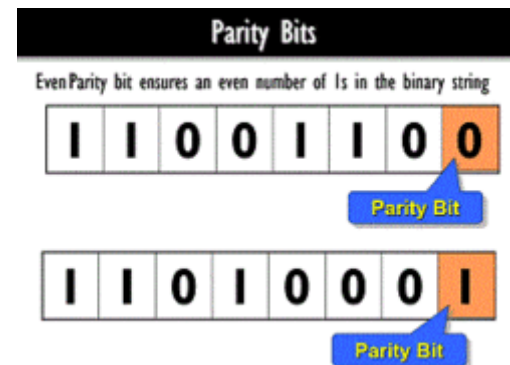 Parity Bits
Even Parity bit ensures an even number of 1s in the binary string
1 1 0 0 1 1 0 0
Parity Bit
1 1 0 1 0 0 0 1
Parity Bit